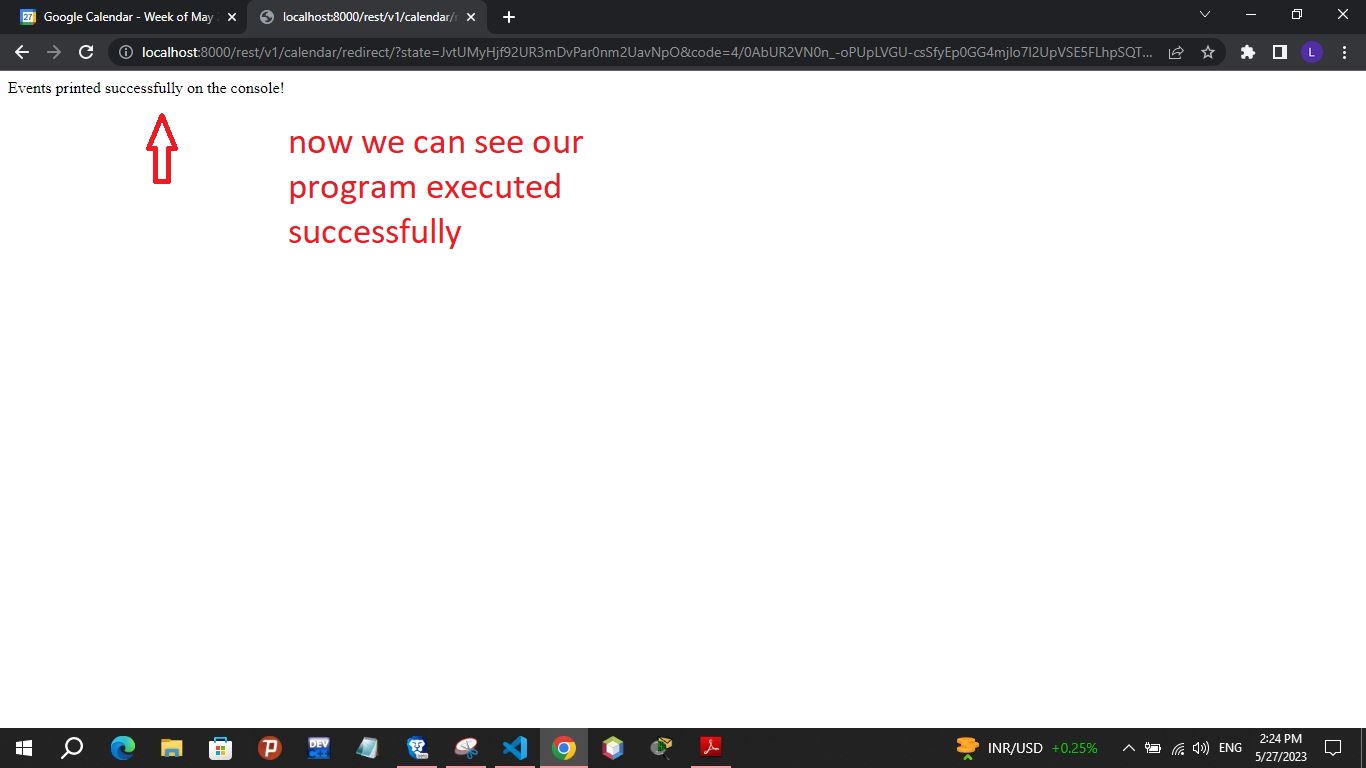 Google Calendar - Week of May
localhost:8000/rest/v1/calendar/
L
localhost:8000/rest/v1/calendar/redirect/?state=JvtUMyHjf92UR3mDvPar0nm2UavNpO&code=4/0AbUR2VN0n_-oPUpLVGU-csSfyEp0GG4mjIo7l2UpVSE5FLhpSQT...
Events printed successfully on the console!
now we can see our
program executed
successfully
DEV
INR/USD +0.25%
ENG
2:24 PM
5/27/2023